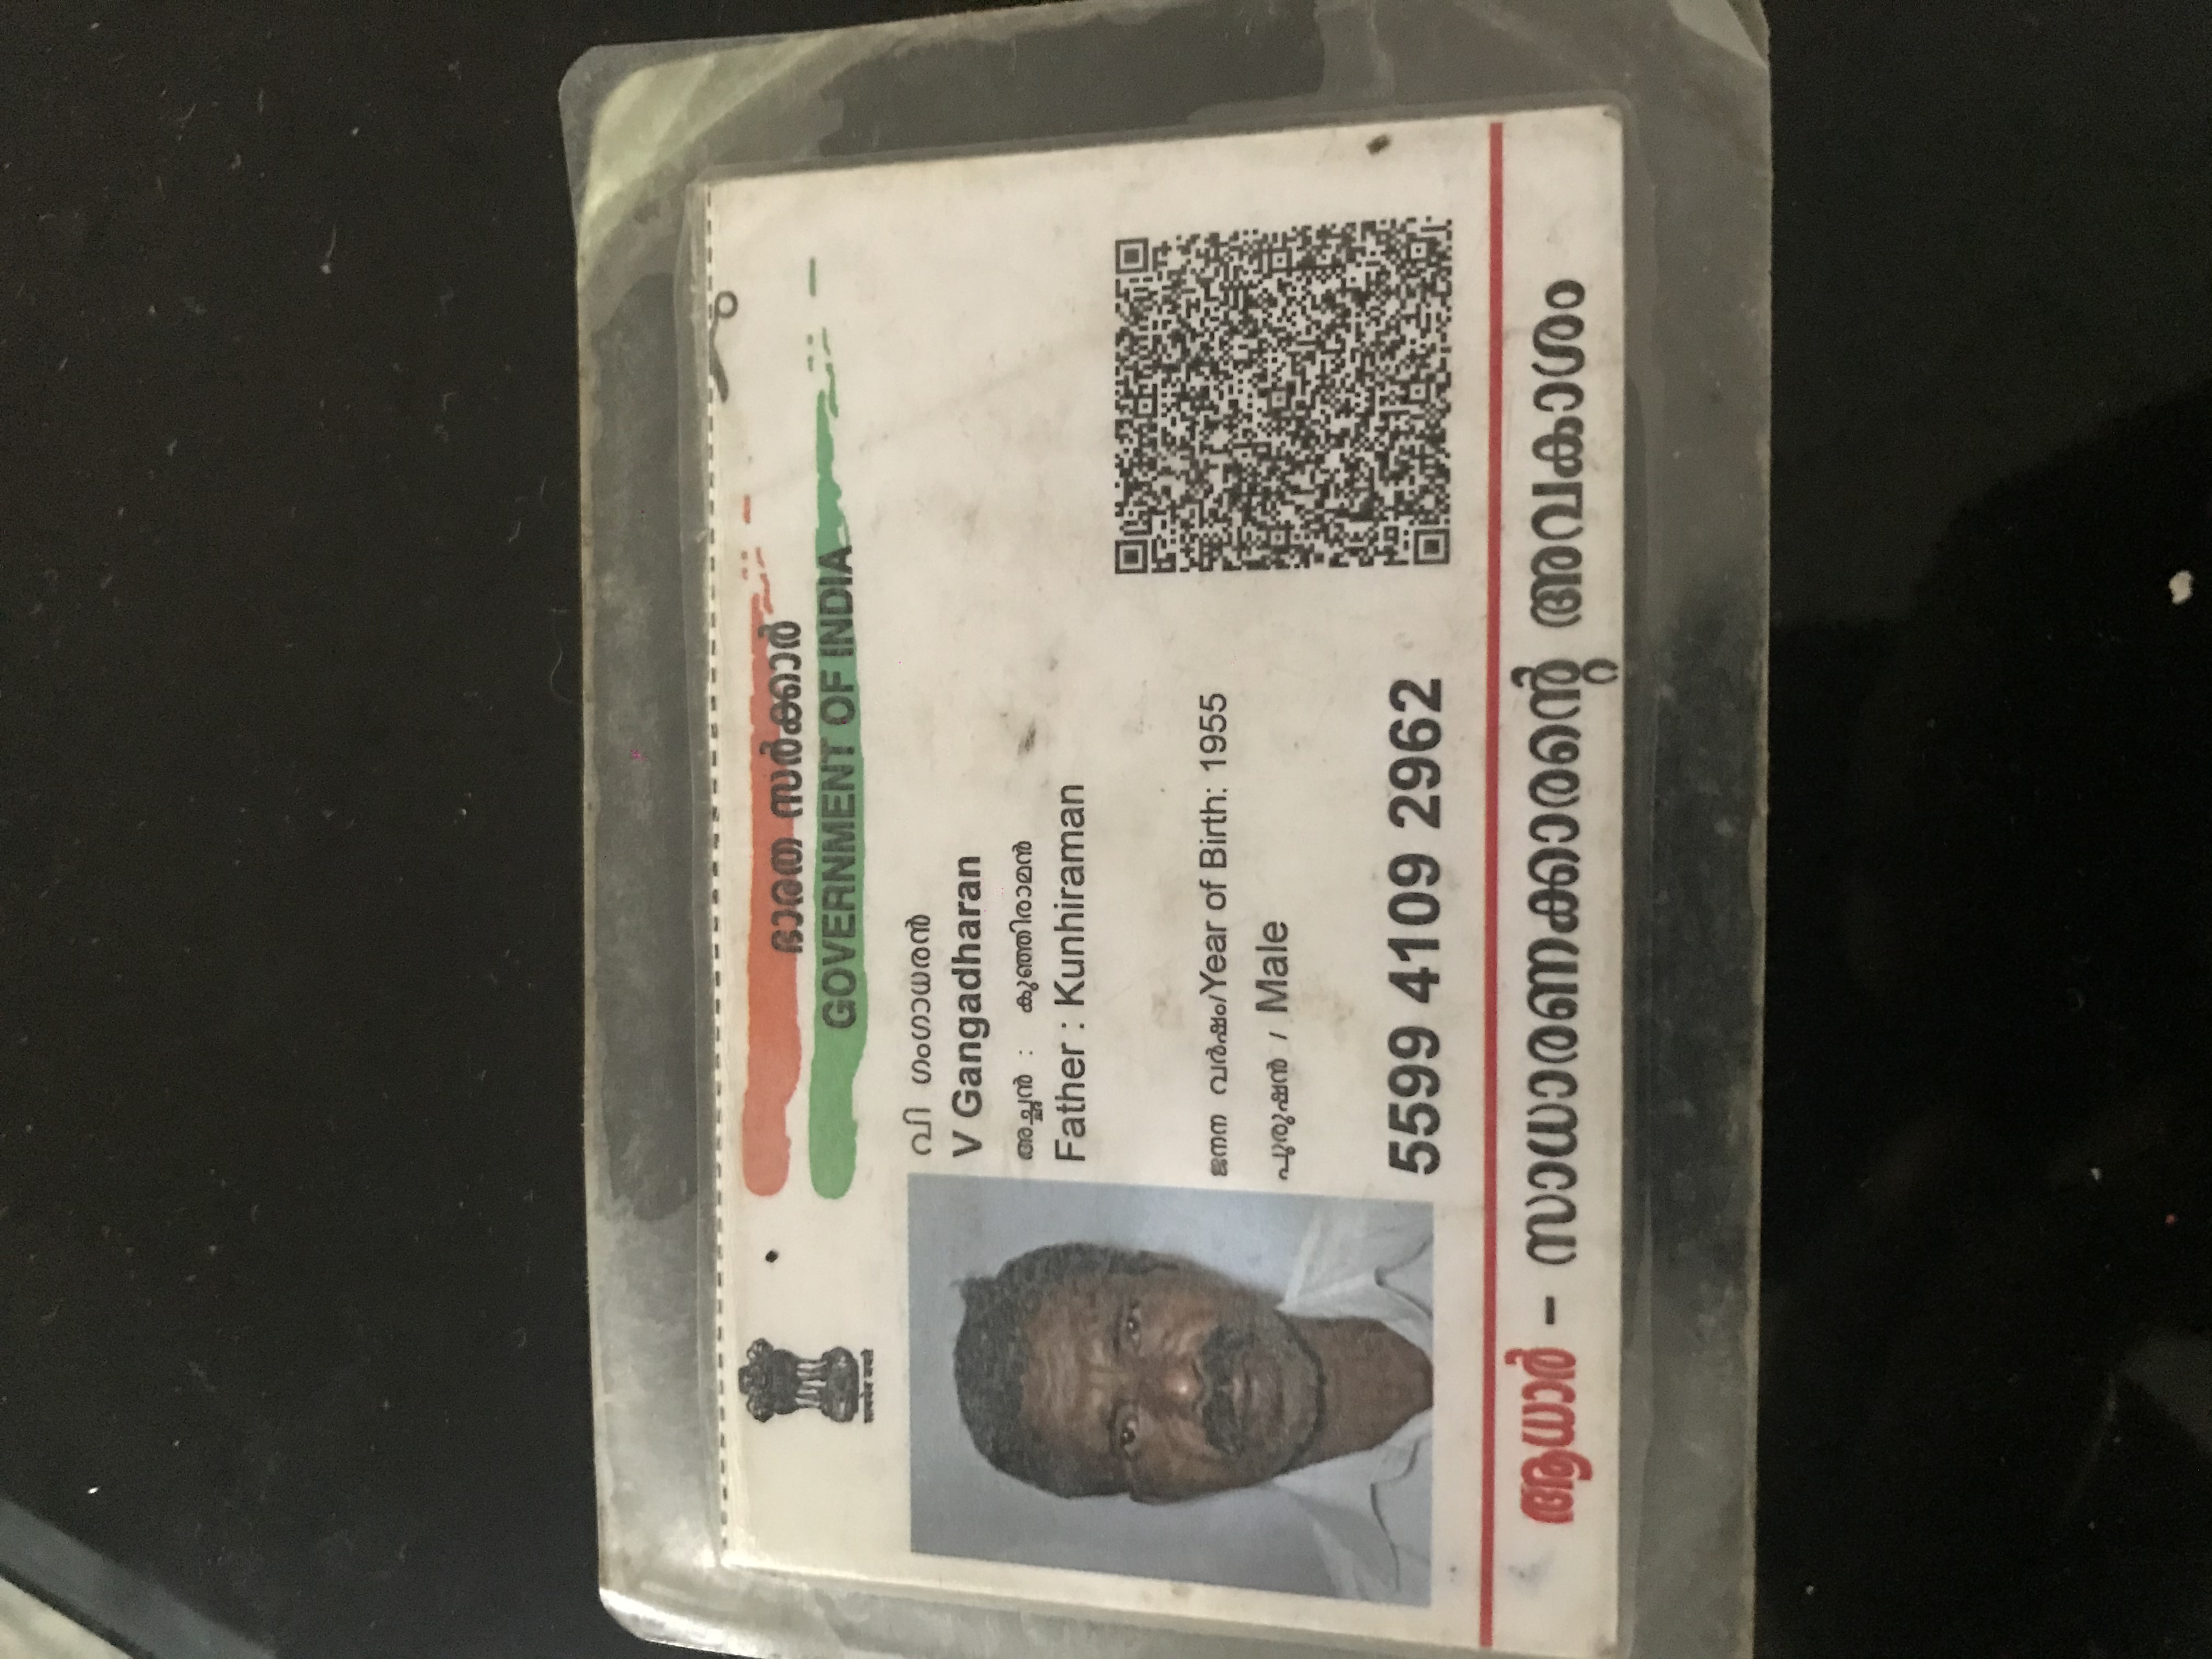 ഭാരത സർക്കാർ
GOVERNMENT OF INDIA
सत्यमेव जयते
വി ഗംഗാധരൻ
V Gangadharan
അച്ഛൻ : കുഞ്ഞിരാമൻ
Father : Kunhiraman
ജനന വർഷം/Year of Birth: 1955
പുരുഷൻ / Male
5599 4109 2962
ആധാർ - സാധാരണക്കാരന്റെ അവകാശം